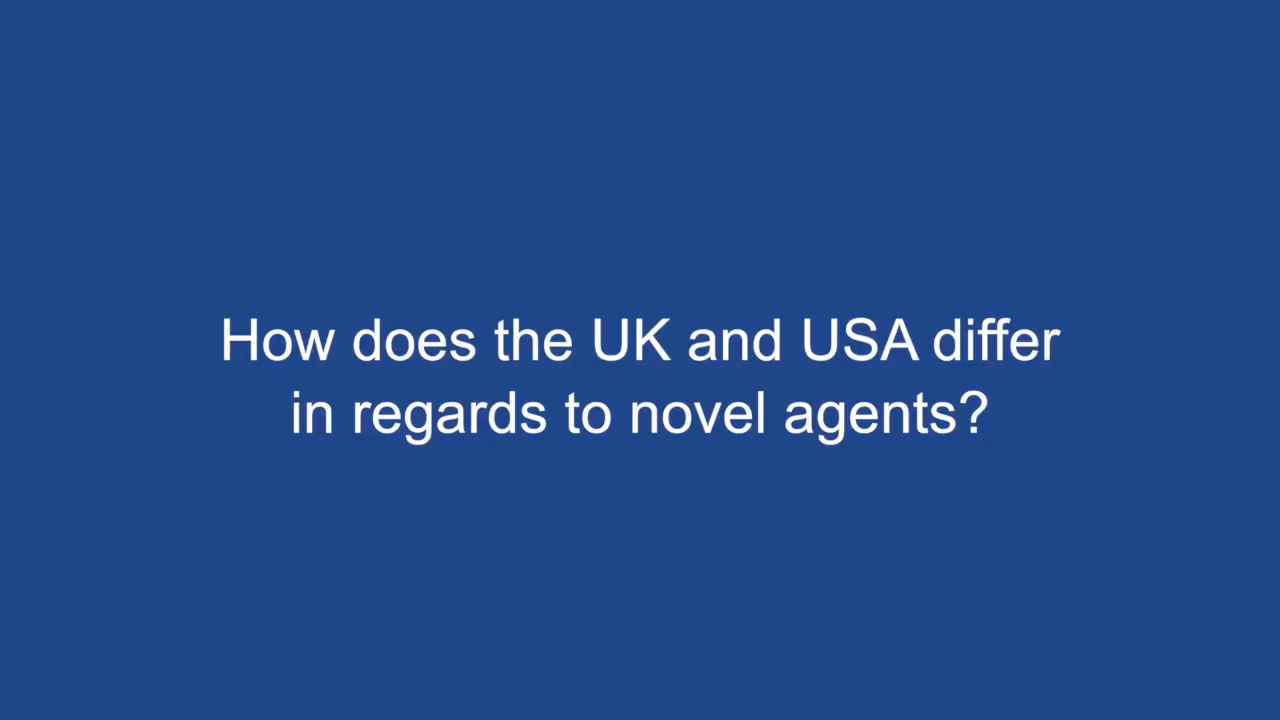 How does the UK and USA differ
in regards to novel agents?